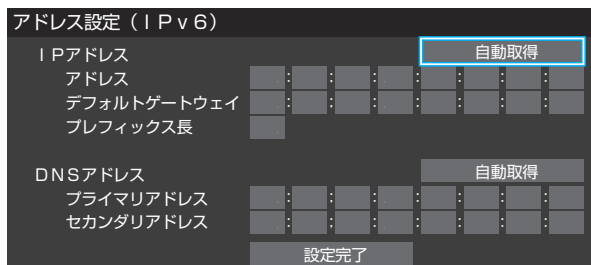 アドレス設定（ＩＰｖ６）
ＩＰアドレス 自動取得
アドレス : : : : : : :
デフォルトゲートウェイ : : : : : : :
プレフィックス長
ＤＮＳアドレス 自動取得
プライマリアドレス : : : : : : :
セカンダリアドレス : : : : : : :
設定完了